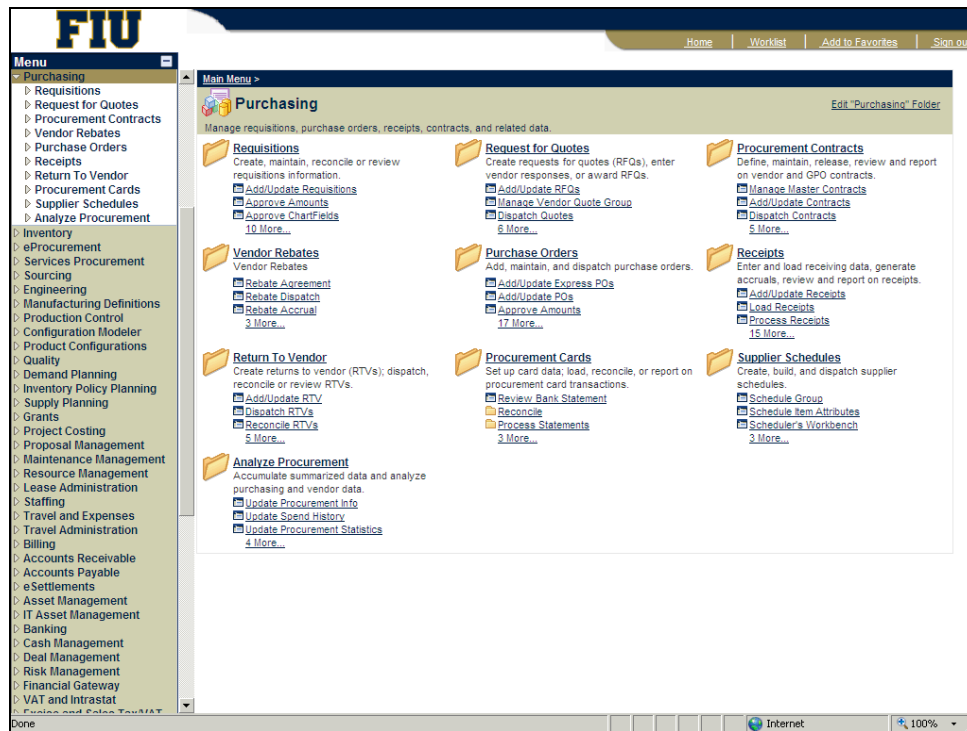 FIU
Home
Worklist
Add to Favorites
Sign ou
Menu
Purchasing
Requisitions
Request for Quotes
Procurement Contracts
Vendor Rebates
Purchase Orders
Receipts
Return To Vendor
Procurement Cards
Supplier Schedules
Analyze Procurement
Inventory
eProcurement
Services Procurement
Sourcing
Engineering
Manufacturing Definitions
Production Control
Configuration Modeler
Product Configurations
Quality
Demand Planning
Inventory Policy Planning
Supply Planning
Grants
Project Costing
Proposal Management
Maintenance Management
Resource Management
Lease Administration
Staffing
Travel and Expenses
Travel Administration
Billing
Accounts Receivable
Accounts Payable
eSettlements
Asset Management
IT Asset Management
Banking
Cash Management
Deal Management
Risk Management
Financial Gateway
VAT and Intrastat
Excise and Sales Tax/VAT
Main Menu >
Purchasing
Edit "Purchasing" Folder
Manage requisitions, purchase orders, receipts, contracts, and related data.
Requisitions
Create, maintain, reconcile or review
requisitions information.
Add/Update Requisitions
Approve Amounts
Approve ChartFields
10 More...
Request for Quotes
Create requests for quotes (RFQs), enter
vendor responses, or award RFQs.
Add/Update RFQs
Manage Vendor Quote Group
Dispatch Quotes
6 More...
Procurement Contracts
Define, maintain, release, review and report
on vendor and GPO contracts.
Manage Master Contracts
Add/Update Contracts
Dispatch Contracts
5 More...
Vendor Rebates
Vendor Rebates
Rebate Agreement
Rebate Dispatch
Rebate Accrual
3 More...
Purchase Orders
Add, maintain, and dispatch purchase orders.
Add/Update Express POs
Add/Update POs
Approve Amounts
17 More...
Receipts
Enter and load receiving data, generate
accruals, review and report on receipts.
Add/Update Receipts
Load Receipts
Process Receipts
15 More...
Return To Vendor
Create returns to vendor (RTVs); dispatch,
reconcile or review RTVs.
Add/Update RTV
Dispatch RTVs
Reconcile RTVs
5 More...
Procurement Cards
Set up card data; load, reconcile, or report on
procurement card transactions.
Review Bank Statement
Reconcile
Process Statements
3 More...
Supplier Schedules
Create, build, and dispatch supplier
schedules.
Schedule Group
Schedule Item Attributes
Scheduler's Workbench
3 More...
Analyze Procurement
Accumulate summarized data and analyze
purchasing and vendor data.
Update Procurement Info
Update Spend History
Update Procurement Statistics
4 More...
Done
Internet
100%